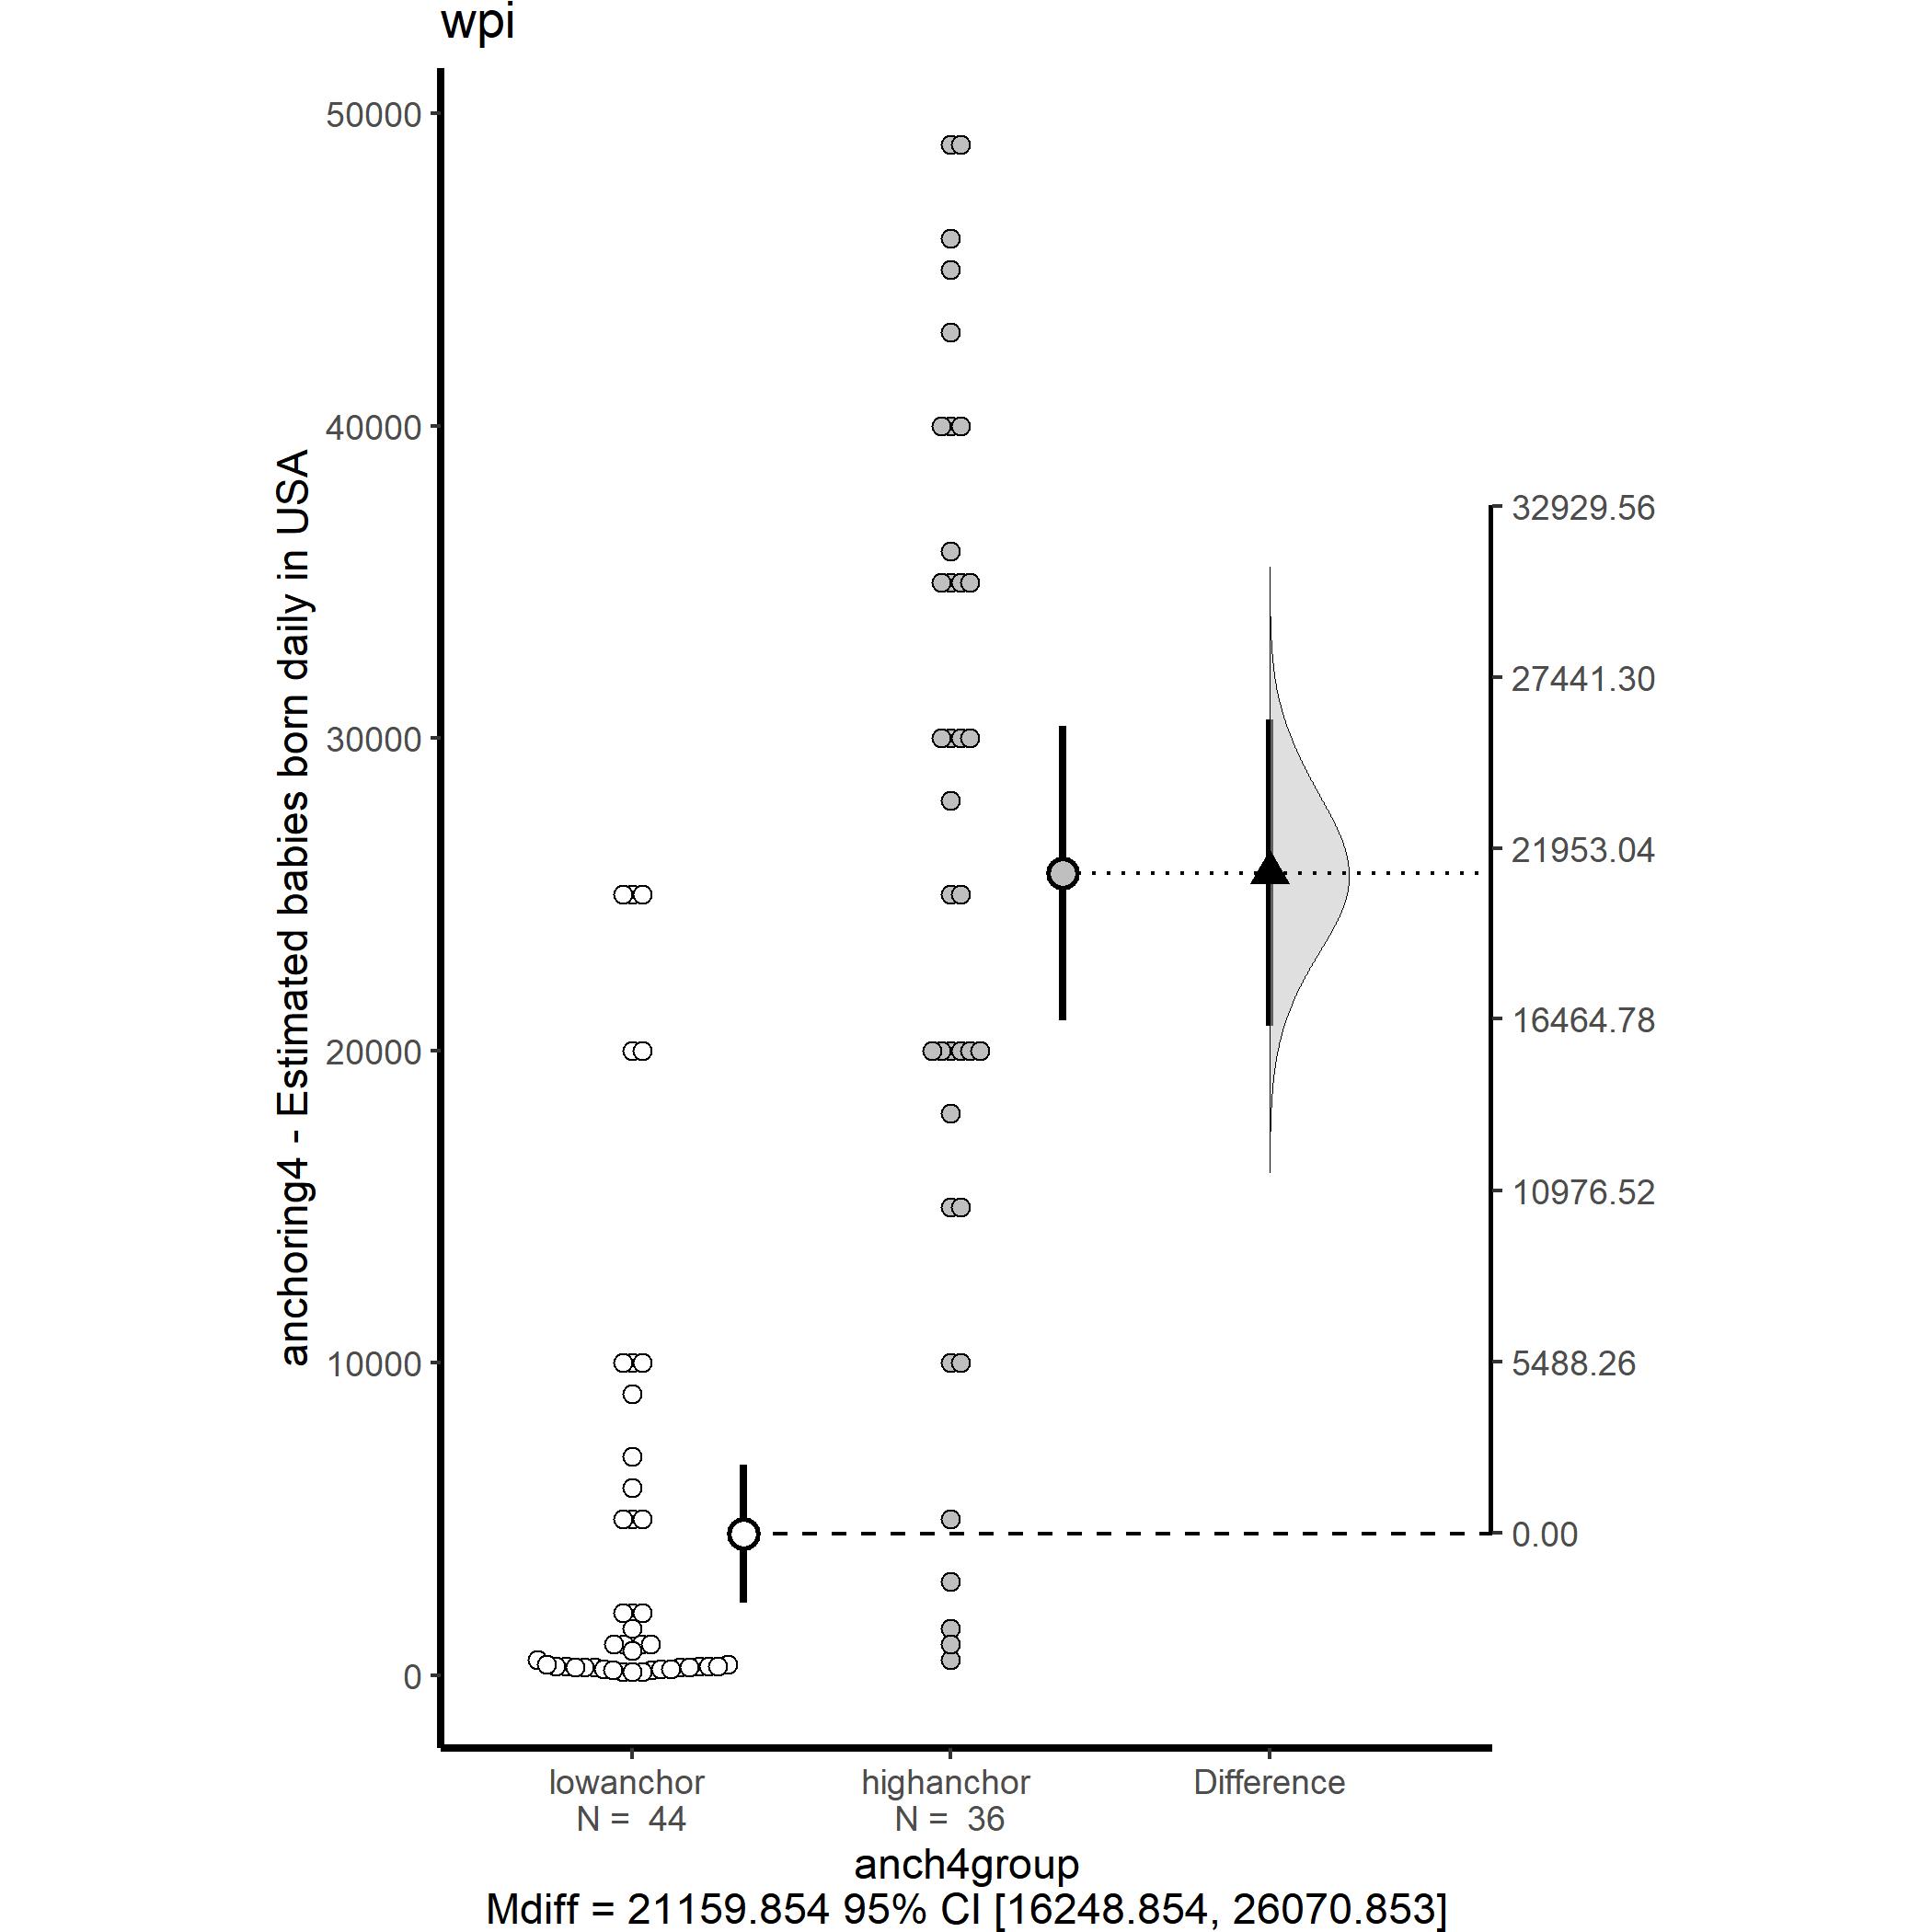 wpi
anchoring4 - Estimated babies born daily in USA
50000
40000
30000
20000
10000
0
32929.56
27441.30
21953.04
16464.78
10976.52
5488.26
0.00
lowanchor
N =  44
highanchor
N =  36
Difference
anch4group
Mdiff = 21159.854 95% CI [16248.854, 26070.853]